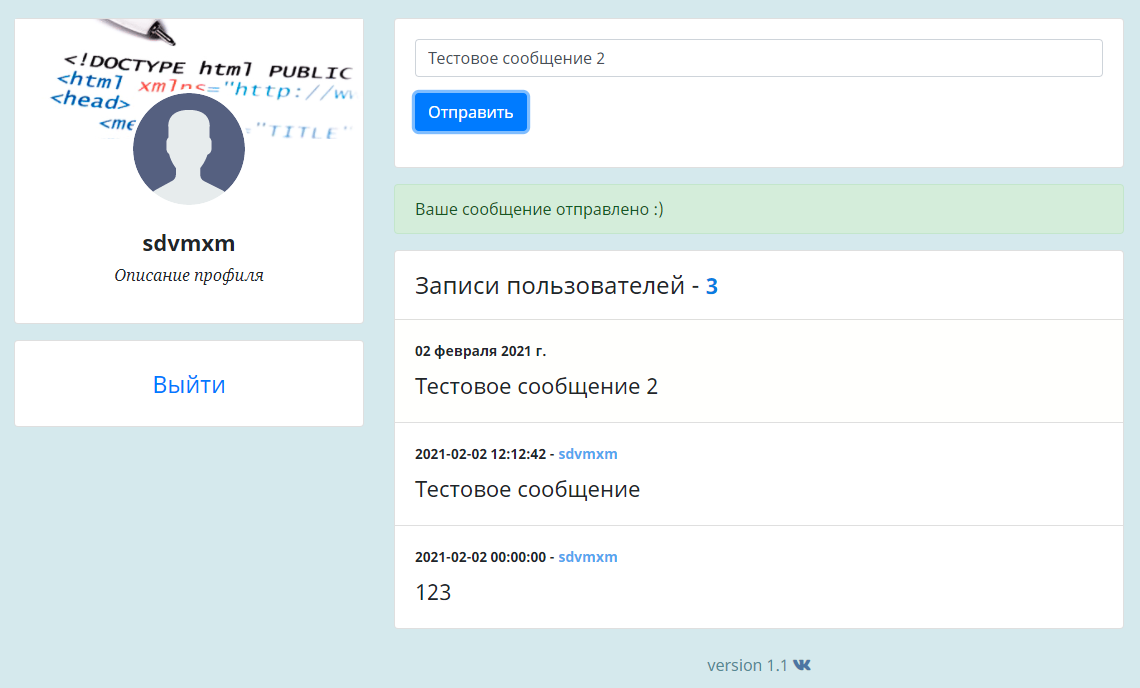 <!DOCTYPE html PUBLIC
<html xmlns="http://w
<head>
<me ="TITLE"
sdvmxm
Описание профиля
Выйти
Тестовое сообщение 2
Отправить
Ваше сообщение отправлено :)
Записи пользователей - 3
02 февраля 2021 г.
Тестовое сообщение 2
2021-02-02 12:12:42 - sdvmxm
Тестовое сообщение
2021-02-02 00:00:00 - sdvmxm
123
version 1.1